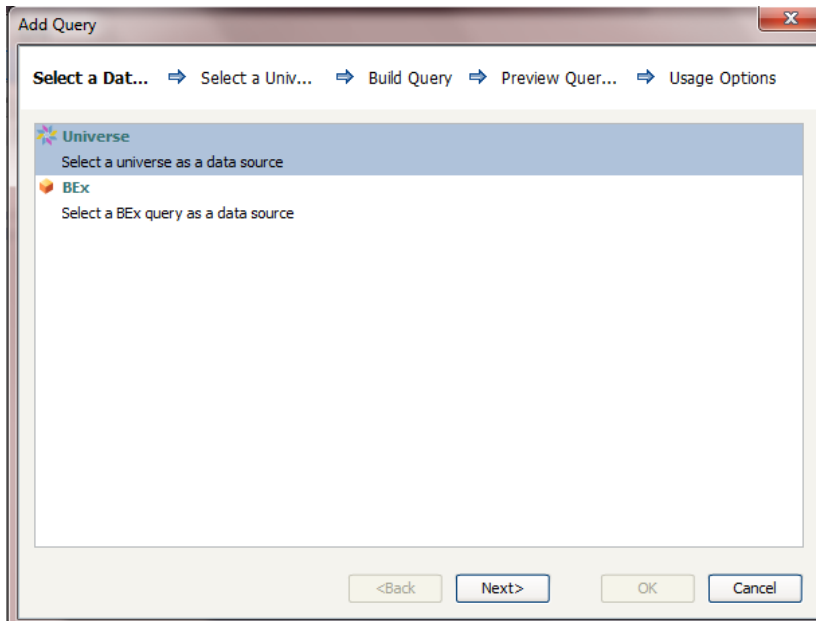 Add Query
Select a Dat... Select a Univ... Build Query Preview Quer... Usage Options
Universe
Select a universe as a data source
BEx
Select a BEx query as a data source
<Back Next> OK Cancel